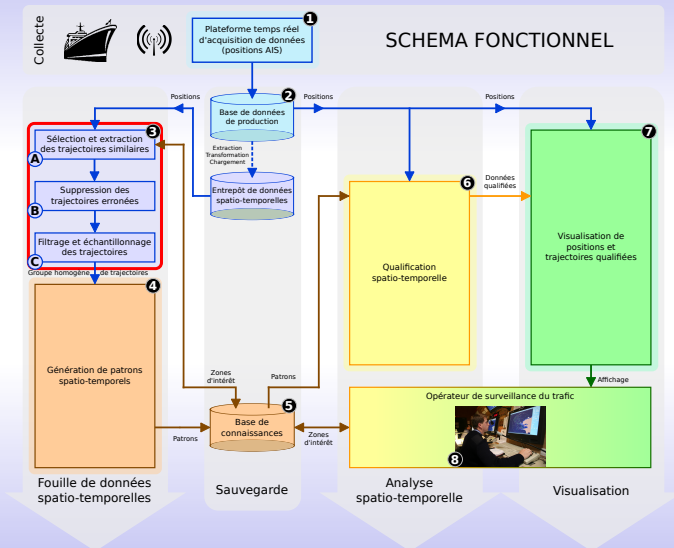 Collecte
Plateforme temps réel
d'acquisition de données
(positions AIS)
1
SCHEMA FONCTIONNEL
Positions
2
Base de données
de production
Positions
Positions
3
Sélection et extraction
des trajectoires similaires
A
Extraction
Transformation
Chargement
7
Suppression des
trajectoires erronées
B
Entrepôt de données
spatio-temporelles
6
Données
qualifiées
Filtrage et échantillonnage
des trajectoires
C
Groupe homogène de trajectoires
Qualification
spatio-temporelle
Visualisation de
positions et
trajectoires qualifiées
4
Génération de patrons
spatio-temporels
Zones
d'intérêt
Patrons
Affichage
5
Base de
connaissances
Patrons
Zones
d'intérêt
Opérateur de surveillance du trafic
8
Fouille de données
spatio-temporelles
Sauvegarde
Analyse
spatio-temporelle
Visualisation